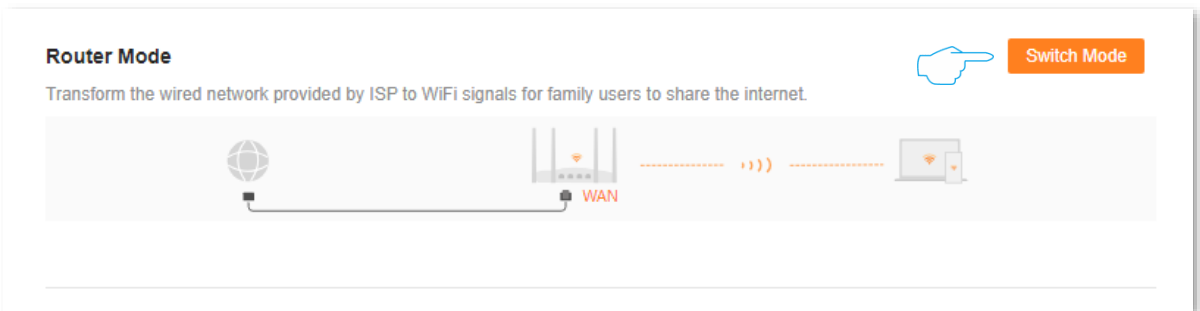 Router Mode
Switch Mode
Transform the wired network provided by ISP to WiFi signals for family users to share the internet.
WAN